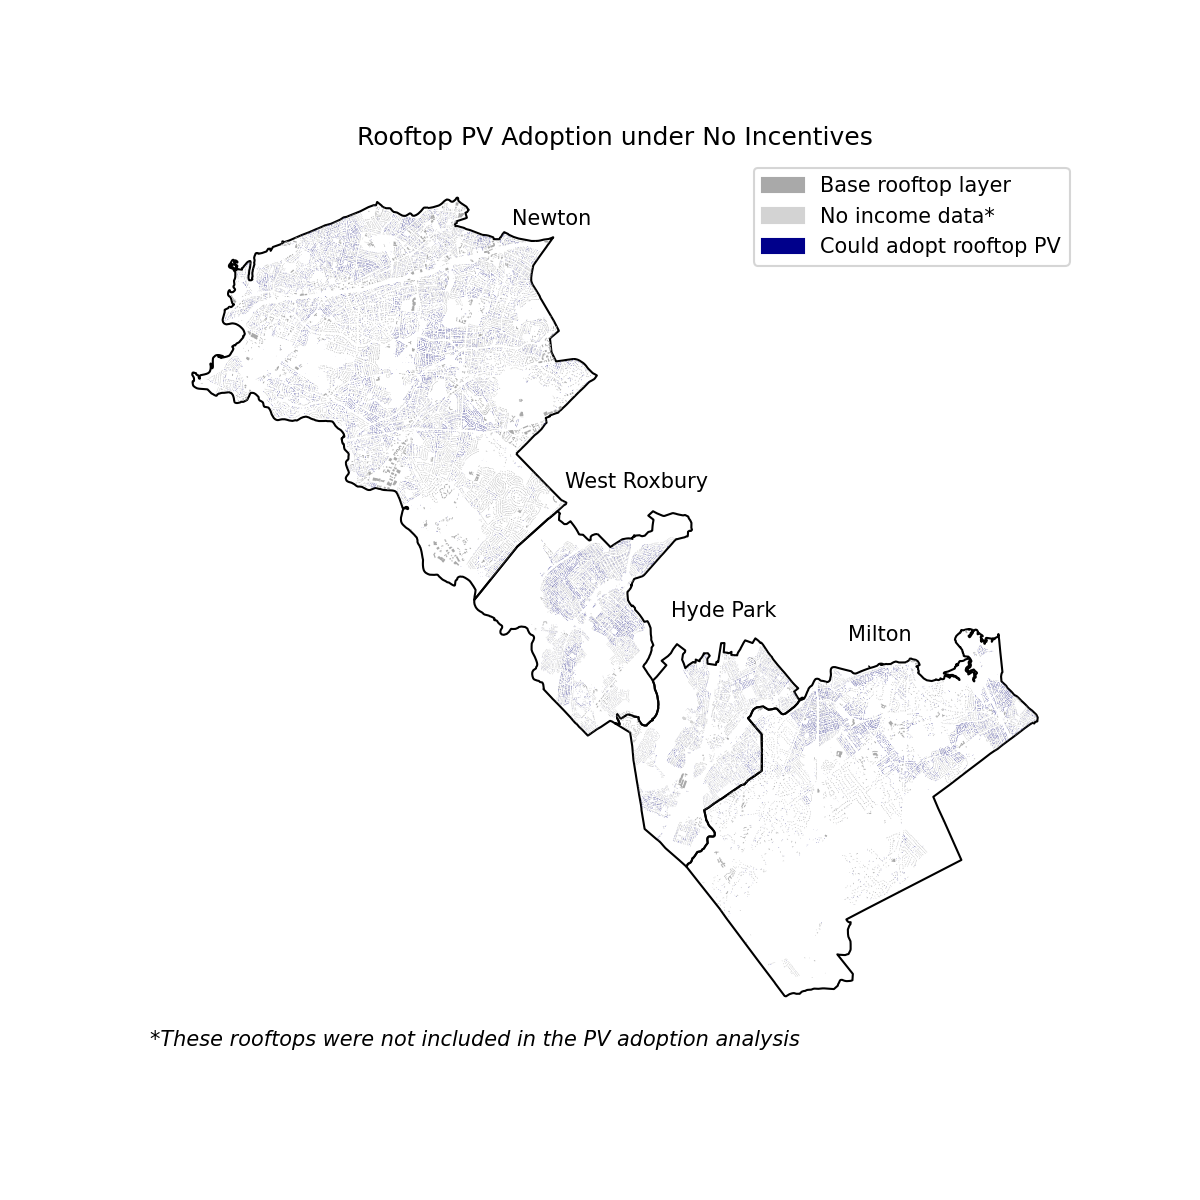 Rooftop PV Adoption under No Incentives
Base rooftop layer
No income data*
Could adopt rooftop PV
Newton
West Roxbury
Hyde Park
Milton
*These rooftops were not included in the PV adoption analysis